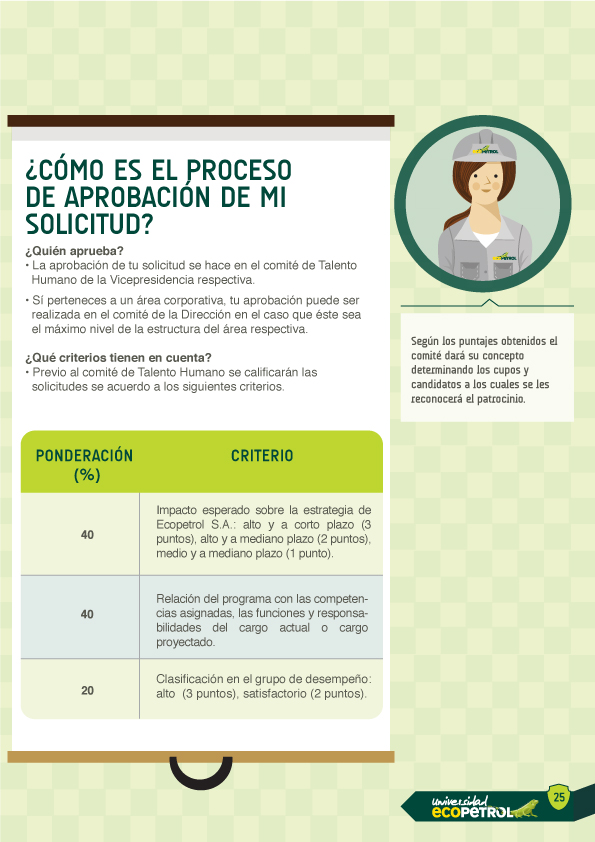 ¿CÓMO ES EL PROCESO
DE APROBACIÓN DE MI
SOLICITUD?
¿Quién aprueba?
• La aprobación de tu solicitud se hace en el comité de Talento
Humano de la Vicepresidencia respectiva.
• Sí perteneces a un área corporativa, tu aprobación puede ser
realizada en el comité de la Dirección en el caso que éste sea
el máximo nivel de la estructura del área respectiva.
¿Qué criterios tienen en cuenta?
• Previo al comité de Talento Humano se calificarán las
solicitudes se acuerdo a los siguientes criterios.
PONDERACIÓN
(%)
CRITERIO
40
Impacto esperado sobre la estrategia de
Ecopetrol S.A.: alto y a corto plazo (3
puntos), alto y a mediano plazo (2 puntos),
medio y a mediano plazo (1 punto).
40
Relación del programa con las competen-
cias asignadas, las funciones y responsa-
bilidades del cargo actual o cargo
proyectado.
20
Clasificación en el grupo de desempeño:
alto (3 puntos), satisfactorio (2 puntos).
ECOPETROL
ECOPETROL
Según los puntajes obtenidos el
comité dará su concepto
determinando los cupos y
candidatos a los cuales se les
reconocerá el patrocinio.
Universidad
ECOPETROL
25